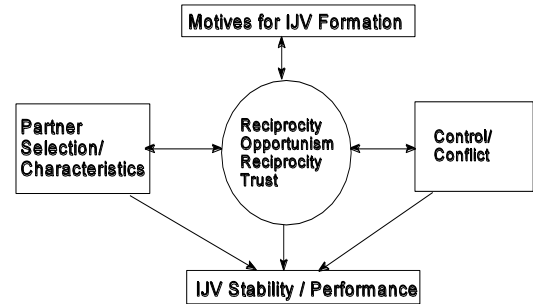 Motives for IJV Formation
Partner
Selection/
Characteristics
Reciprocity
Opportunism
Reciprocity
Trust
Control/
Conflict
IJV Stability / Performance